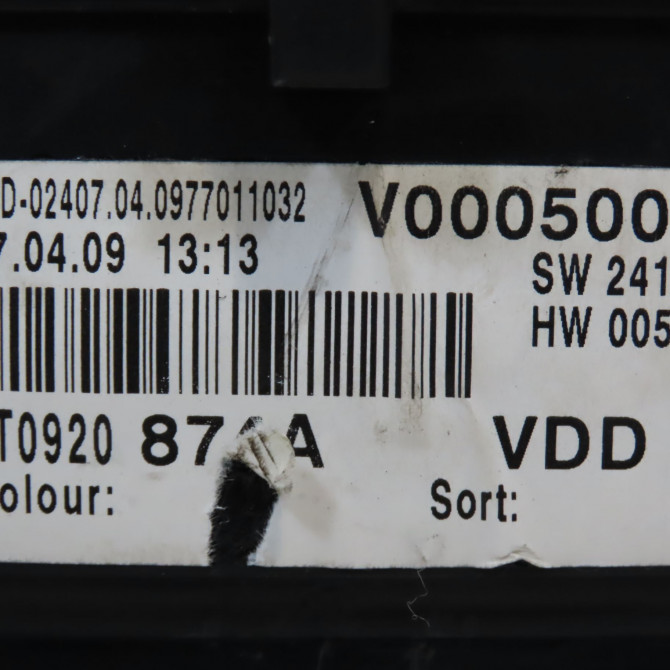 D-02407.04.0977011032 V000500
7.04.09 13:13 SW 241
HW 005
T0920 VDD
olour: Sort: